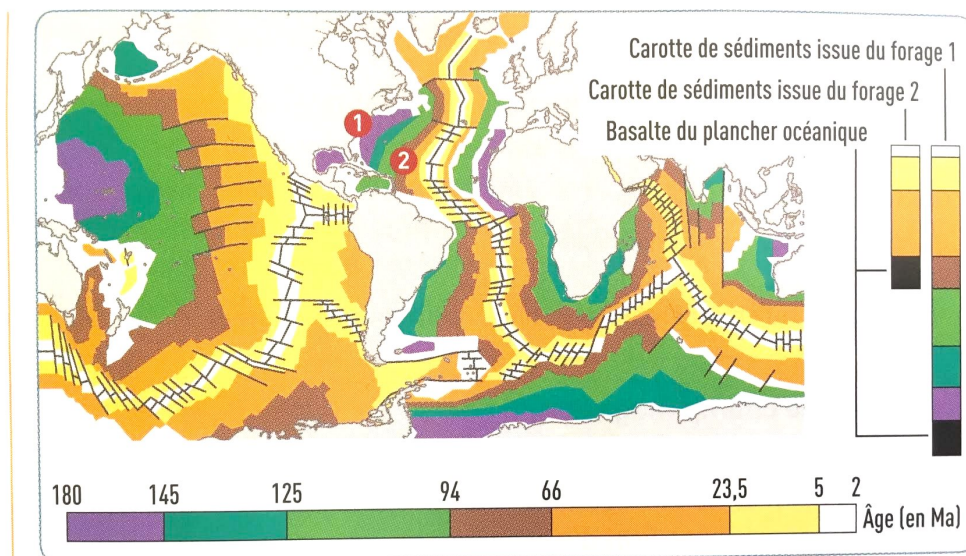 Carotte de sédiments issue du forage 1
Carotte de sédiments issue du forage 2
Basalte du plancher océanique
1
2
180 145 125 94 66 23,5 5 2
Âge (en Ma)